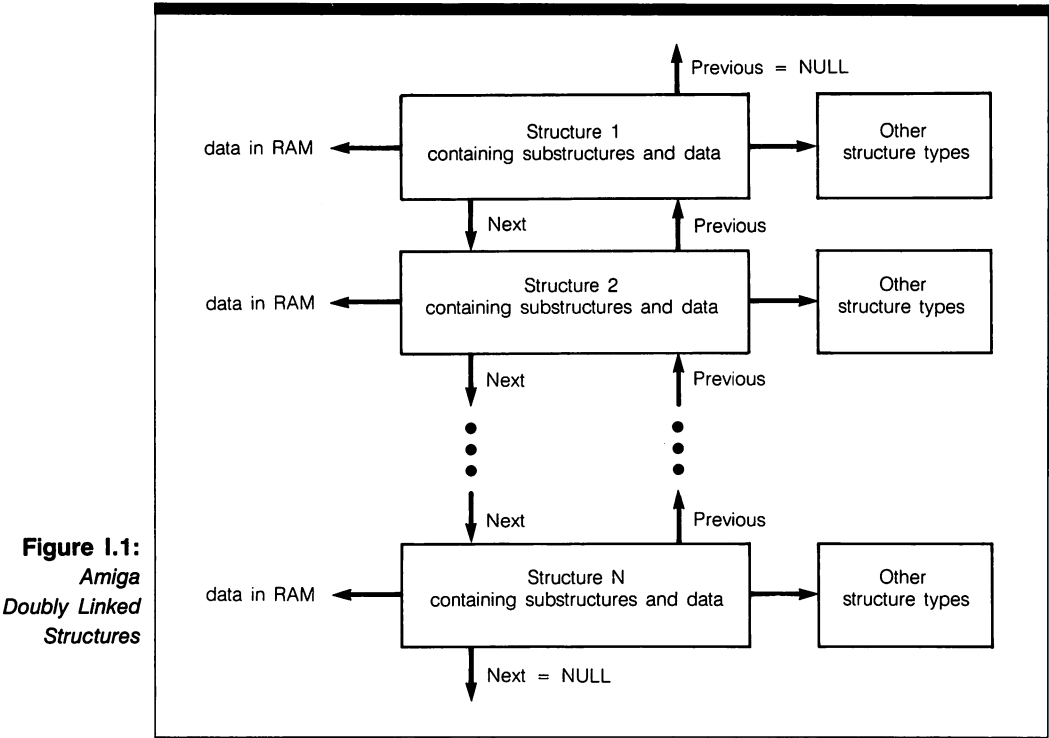 Previous = NULL
Structure 1
containing substructures and data
data in RAM
Other
structure types
Next
Previous
Structure 2
containing substructures and data
data in RAM
Other
structure types
Next
Previous
Next
Previous
Structure N
containing substructures and data
data in RAM
Other
structure types
Next = NULL
Figure I.1:
Amiga
Doubly Linked
Structures